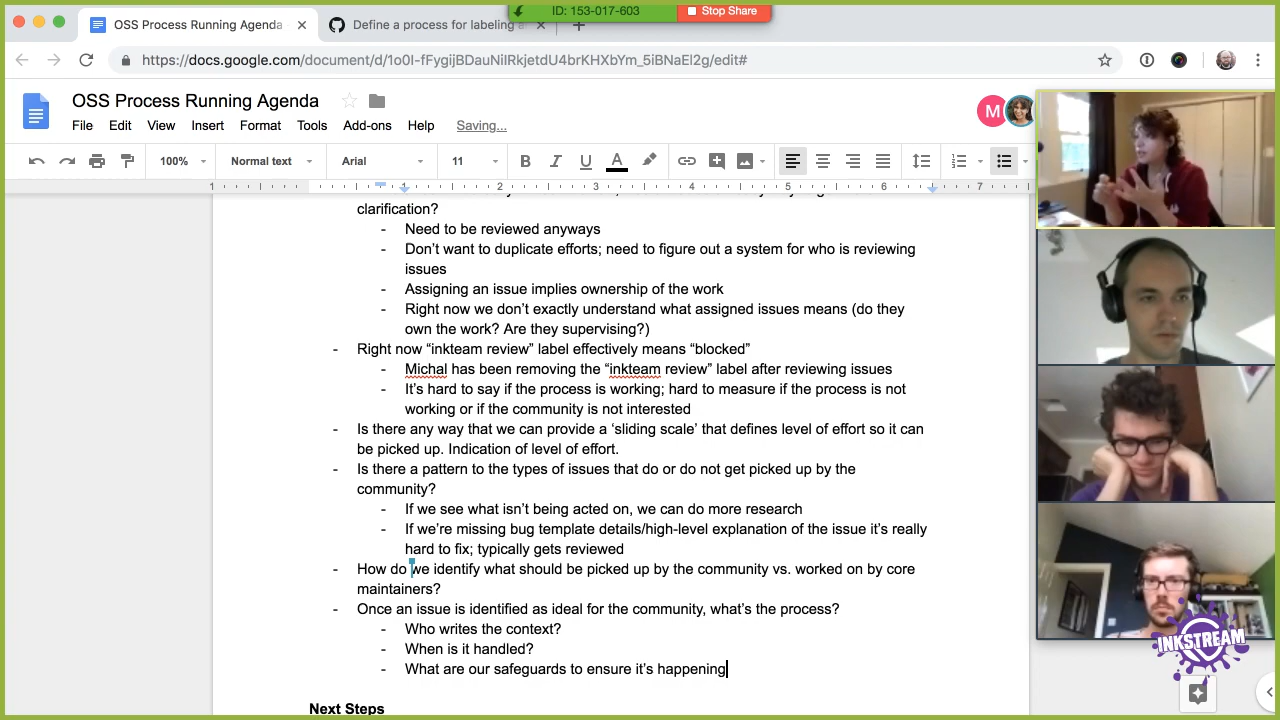 ID: 153-017-603
Stop Share
OSS Process Running Agenda
Define a process for labeling a
https://docs.google.com/document/d/1o0I-fFygijBDauNiIRkjetdU4brKHXbYm_5iBNaEl2g/edit#
OSS Process Running Agenda
File Edit View Insert Format Tools Add-ons Help Saving...
M
100% Normal text Arial 11 B I U A
1 1 2 3 4 5 6 7
clarification?
- Need to be reviewed anyways
- Don’t want to duplicate efforts; need to figure out a system for who is reviewing
issues
- Assigning an issue implies ownership of the work
- Right now we don’t exactly understand what assigned issues means (do they
own the work? Are they supervising?)
- Right now “inkteam review” label effectively means “blocked”
- Michal has been removing the “inkteam review” label after reviewing issues
- It’s hard to say if the process is working; hard to measure if the process is not
working or if the community is not interested
- Is there any way that we can provide a ‘sliding scale’ that defines level of effort so it can
be picked up. Indication of level of effort.
- Is there a pattern to the types of issues that do or do not get picked up by the
community?
- If we see what isn’t being acted on, we can do more research
- If we’re missing bug template details/high-level explanation of the issue it’s really
hard to fix; typically gets reviewed
- How do we identify what should be picked up by the community vs. worked on by core
maintainers?
- Once an issue is identified as ideal for the community, what’s the process?
- Who writes the context?
- When is it handled?
- What are our safeguards to ensure it’s happening
Next Steps
INKSTREAM